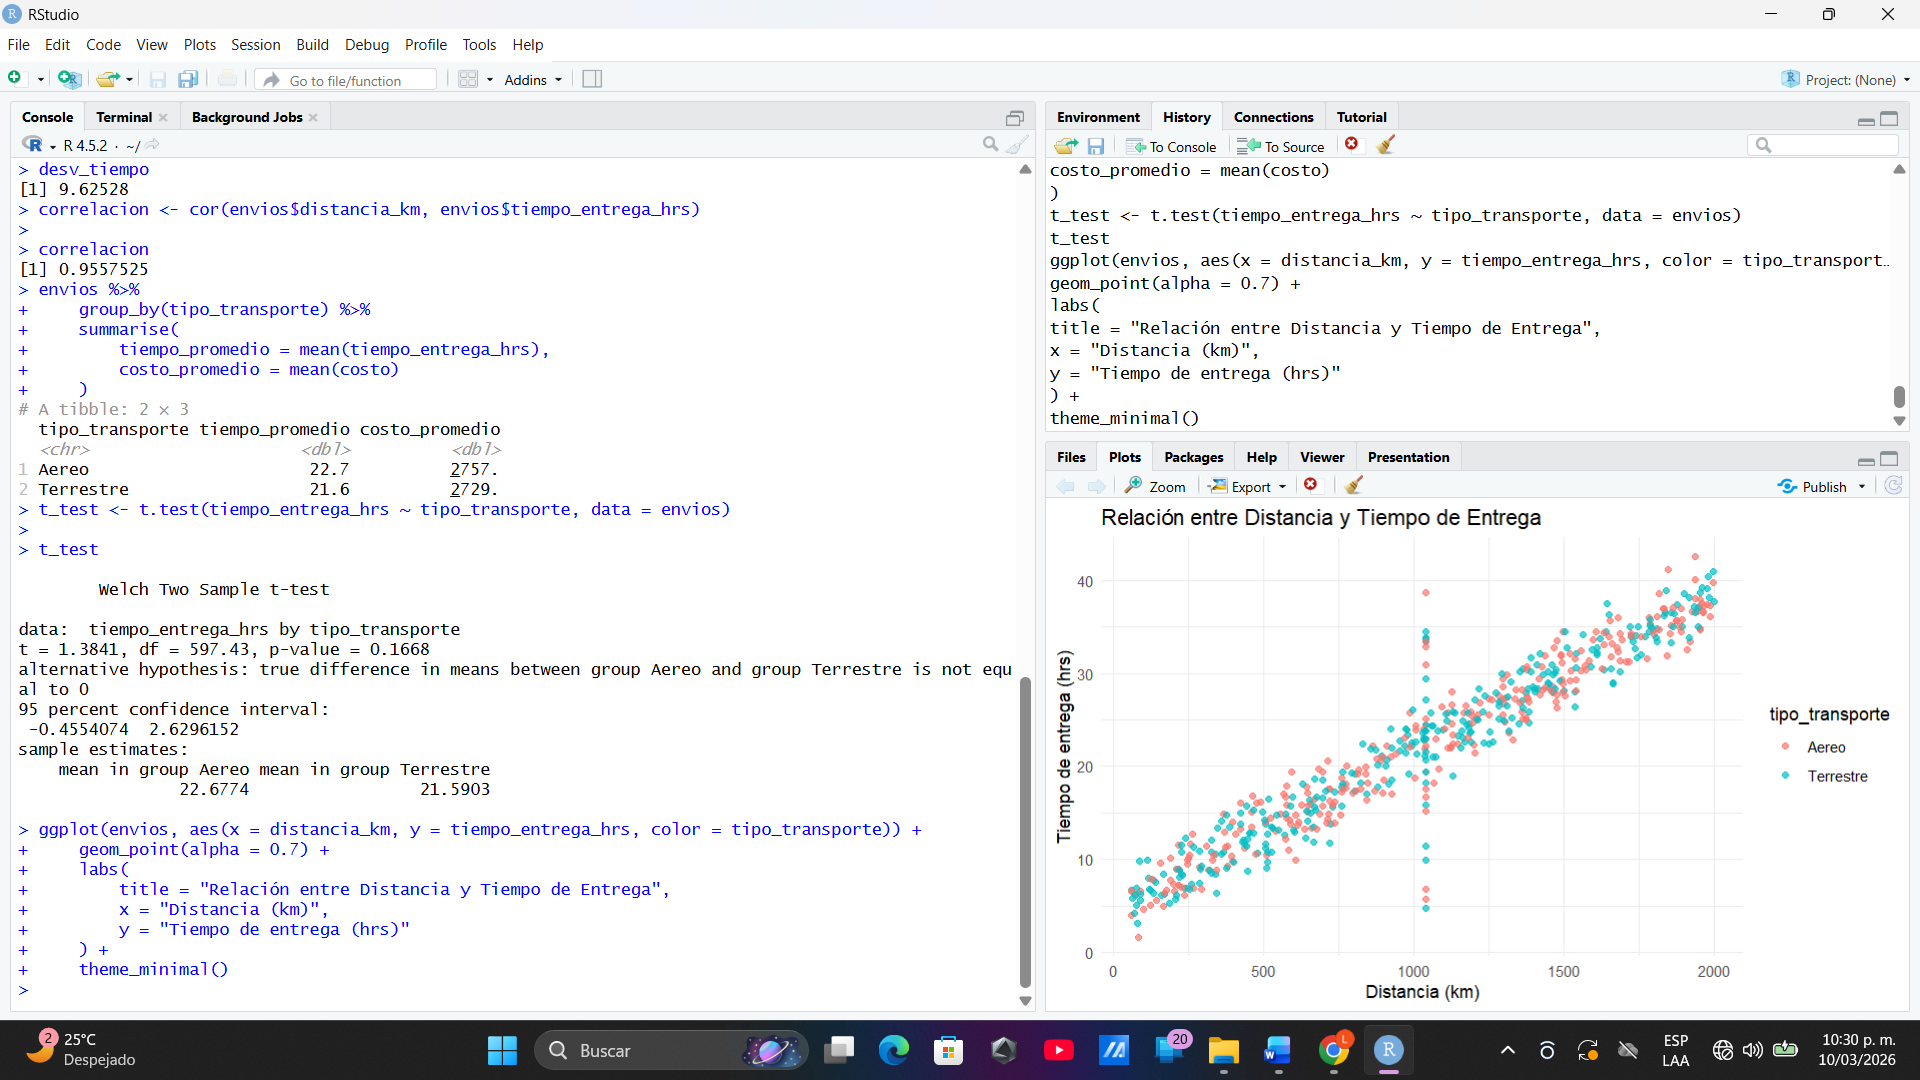 RStudio
File Edit Code View Plots Session Build Debug Profile Tools Help
Go to file/function Addins Project: (None)
Console Terminal Background Jobs
R 4.5.2 · ~/
> desv_tiempo
[1] 9.62528
> correlacion <- cor(envios$distancia_km, envios$tiempo_entrega_hrs)
>
> correlacion
[1] 0.9557525
> envios %>%
+     group_by(tipo_transporte) %>%
+     summarise(
+         tiempo_promedio = mean(tiempo_entrega_hrs),
+         costo_promedio = mean(costo)
+     )
# A tibble: 2 × 3
  tipo_transporte tiempo_promedio costo_promedio
  <chr>                     <dbl>          <dbl>
1 Aereo                      22.7          2757.
2 Terrestre                  21.6          2729.
> t_test <- t.test(tiempo_entrega_hrs ~ tipo_transporte, data = envios)
>
> t_test
        Welch Two Sample t-test
data:  tiempo_entrega_hrs by tipo_transporte
t = 1.3841, df = 597.43, p-value = 0.1668
alternative hypothesis: true difference in means between group Aereo and group Terrestre is not equ
al to 0
95 percent confidence interval:
 -0.4554074  2.6296152
sample estimates:
    mean in group Aereo mean in group Terrestre
                22.6774                 21.5903
> ggplot(envios, aes(x = distancia_km, y = tiempo_entrega_hrs, color = tipo_transporte)) +
+     geom_point(alpha = 0.7) +
+     labs(
+         title = "Relación entre Distancia y Tiempo de Entrega",
+         x = "Distancia (km)",
+         y = "Tiempo de entrega (hrs)"
+     ) +
+     theme_minimal()
>
Environment History Connections Tutorial
To Console To Source
costo_promedio = mean(costo)
)
t_test <- t.test(tiempo_entrega_hrs ~ tipo_transporte, data = envios)
t_test
ggplot(envios, aes(x = distancia_km, y = tiempo_entrega_hrs, color = tipo_transport…
geom_point(alpha = 0.7) +
labs(
title = "Relación entre Distancia y Tiempo de Entrega",
x = "Distancia (km)",
y = "Tiempo de entrega (hrs)"
) +
theme_minimal()
Files Plots Packages Help Viewer Presentation
Zoom Export Publish
Relación entre Distancia y Tiempo de Entrega
Tiempo de entrega (hrs)
40
30
20
10
0
0 500 1000 1500 2000
Distancia (km)
tipo_transporte
Aereo
Terrestre
2
25°C
Despejado
Buscar
20
ESP
LAA
10:30 p. m.
10/03/2026